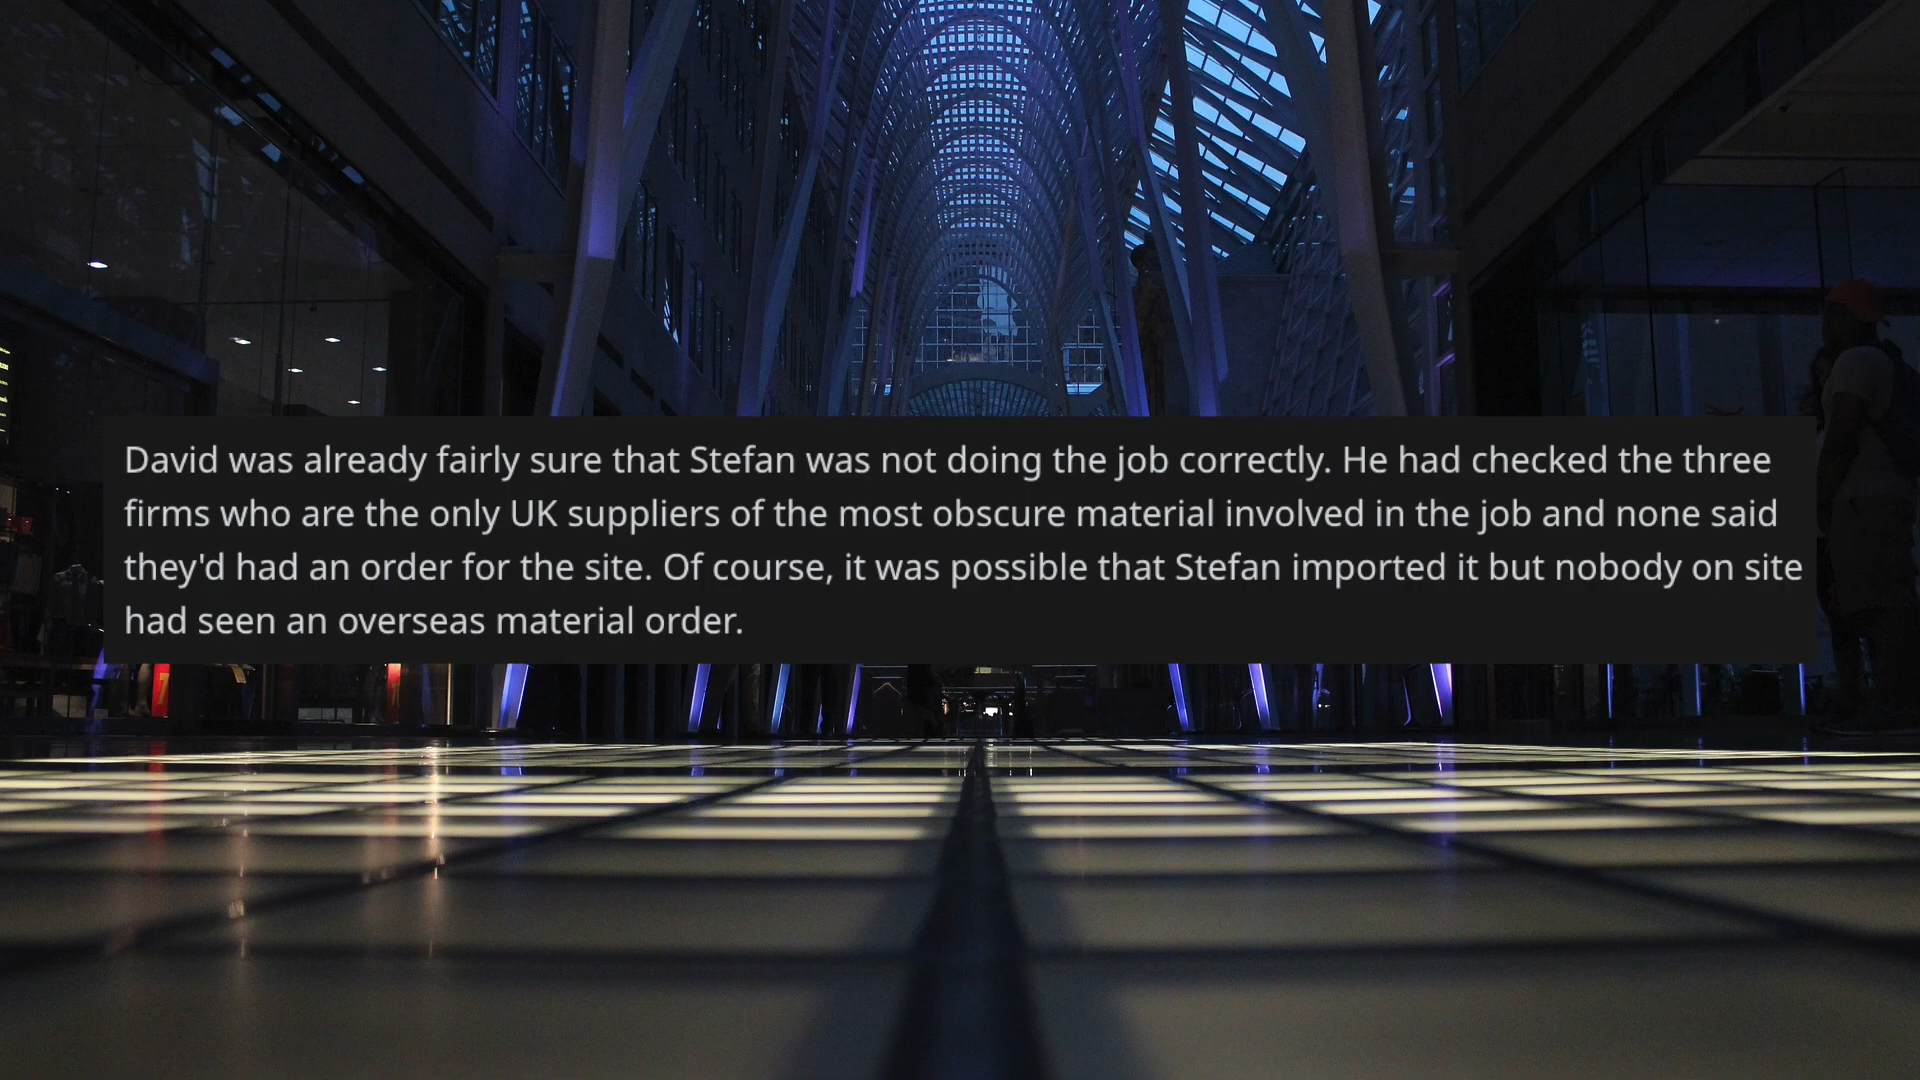 David was already fairly sure that Stefan was not doing the job correctly. He had checked the three
firms who are the only UK suppliers of the most obscure material involved in the job and none said
they'd had an order for the site. Of course, it was possible that Stefan imported it but nobody on site
had seen an overseas material order.